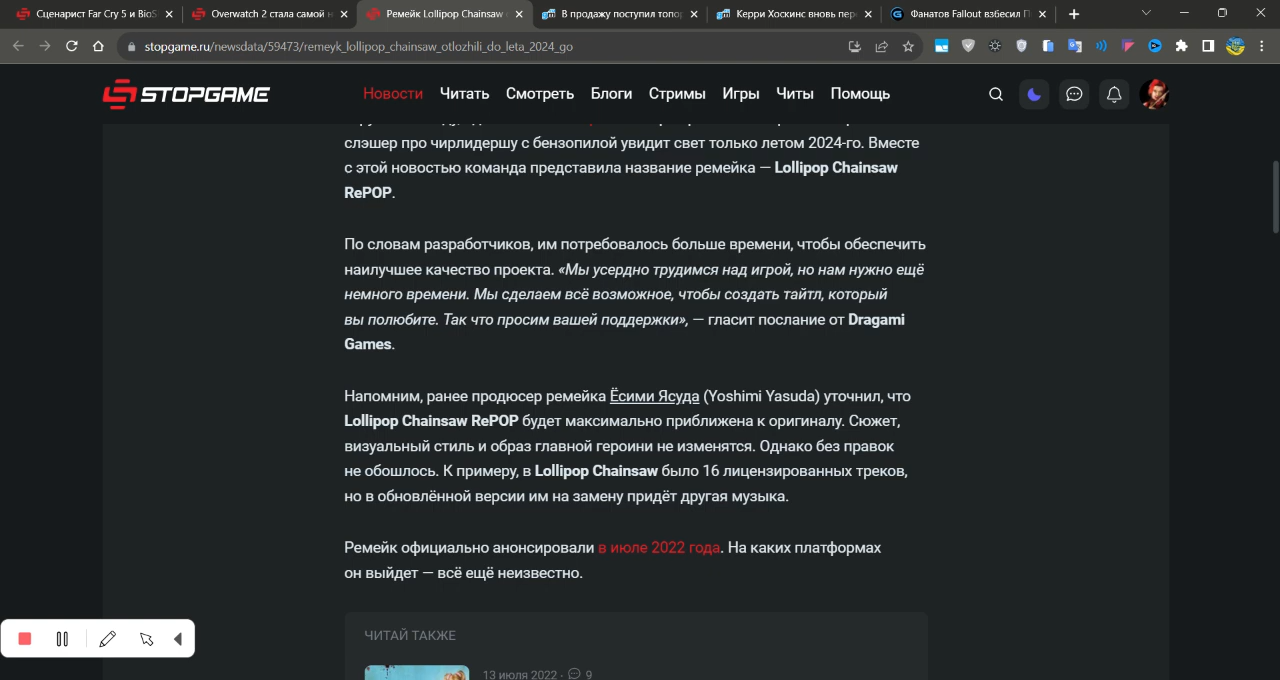 Сценарист Far Cry 5 и BioS
Overwatch 2 стала самой н
Ремейк Lollipop Chainsaw
В продажу поступил топо
Керри Хоскинс вновь пер
Фанатов Fallout взбесил П
stopgame.ru/newsdata/59473/remeyk_lollipop_chainsaw_otlozhili_do_leta_2024_go
STOPGAME
Новости Читать Смотреть Блоги Стримы Игры Читы Помощь
слэшер про чирлидершу с бензопилой увидит свет только летом 2024-го. Вместе
с этой новостью команда представила название ремейка — Lollipop Chainsaw
RePOP.
По словам разработчиков, им потребовалось больше времени, чтобы обеспечить
наилучшее качество проекта. «Мы усердно трудимся над игрой, но нам нужно ещё
немного времени. Мы сделаем всё возможное, чтобы создать тайтл, который
вы полюбите. Так что просим вашей поддержки», — гласит послание от Dragami
Games.
Напомним, ранее продюсер ремейка Ёсими Ясуда (Yoshimi Yasuda) уточнил, что
Lollipop Chainsaw RePOP будет максимально приближена к оригиналу. Сюжет,
визуальный стиль и образ главной героини не изменятся. Однако без правок
не обошлось. К примеру, в Lollipop Chainsaw было 16 лицензированных треков,
но в обновлённой версии им на замену придёт другая музыка.
Ремейк официально анонсировали в июле 2022 года. На каких платформах
он выйдет — всё ещё неизвестно.
ЧИТАЙ ТАКЖЕ
13 июля 2022 · 9